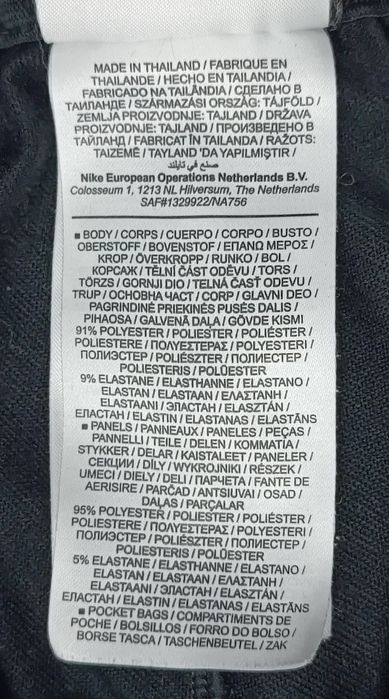 MADE IN THAILAND / FABRIQUE EN
THAILANDE / HECHO EN TAILANDIA /
FABRICADO NA TAILÂNDIA / СДЕЛАНО В
ТАИЛАНДЕ / SZÁRMAZÁSI ORSZÁG: TÁJFÖLD /
ZEMLJA PROIZVODNJE: TAJLAND / DRŽAVA
PROIZVODNJE: TAJLAND / ПРОИЗВЕДЕНО В
ТАЙЛАНД / FABRICAT ÎN TAILANDA / RAŽOTS:
TAIZEMĒ / TAYLAND 'DA YAPILMIŞTIR /
صنع في تايلند
Nike European Operations Netherlands B.V.
Colosseum 1, 1213 NL Hilversum, The Netherlands
SAF#1329922/NA756
■ BODY / CORPS / CUERPO / CORPO / BUSTO /
OBERSTOFF / BOVENSTOF / ΕΠΑΝΩ ΜΕΡΟΣ /
KROP / ÖVERKROPP / RUNKO / BOL /
КОРСАЖ / TĚLNÍ ČÁST ODĚVU / TORS /
TÖRZS / GORNJI DIO / TELNÁ ČASŤ ODEVU /
TRUP / ОСНОВНА ЧАСТ / CORP / GLAVNI DEO /
PAGRINDINĖ PRIEKINĖS PUSĖS DALIS /
PIHAOSA / GALVENĀ DAĻA / GÖVDE KISMI
91% POLYESTER / POLIESTER / POLIÉSTER /
POLIESTERE / ΠΟΛΥΕΣΤΕΡΑΣ / POLYESTERI /
ПОЛИЭСТЕР / POLIÉSZTER / ПОЛИЕСТЕР /
POLIESTERIS / POLÜESTER
9% ELASTANE / ELASTHANNE / ELASTANO /
ELASTAN / ELASTAAN / ΕΛΑΣΤΑΝΗ /
ELASTAANI / ЭЛАСТАН / ELASZTÁN /
ЕЛАСТАН / ELASTIN / ELASTANAS / ELASTĀNS
■ PANELS / PANNEAUX / PANELES / PEÇAS /
PANNELLI / TEILE / DELEN / ΚΟΜΜΑΤΙΑ /
STYKKER / DELAR / KAISTALEET / PANELER /
СЕКЦИИ / DÍLY / WYKROJNIKI / RÉSZEK /
UMECI / DIELY / DELI / ПАРЧЕТА / FANTE DE
AERISIRE / PARČAD / ANTSIUVAI / OSAD /
DAĻAS / PARÇALAR
95% POLYESTER / POLIESTER / POLIÉSTER /
POLIESTERE / ΠΟΛΥΕΣΤΕΡΑΣ / POLYESTERI /
ПОЛИЭСТЕР / POLIÉSZTER / ПОЛИЕСТЕР /
POLIESTERIS / POLÜESTER
5% ELASTANE / ELASTHANNE / ELASTANO /
ELASTAN / ELASTAAN / ΕΛΑΣΤΑΝΗ /
ELASTAANI / ЭЛАСТАН / ELASZTÁN /
ЕЛАСТАН / ELASTIN / ELASTANAS / ELASTĀNS
■ POCKET BAGS / COMPARTIMENTS DE
POCHE / BOLSILLOS / FORRO DO BOLSO /
BORSE TASCA / TASCHENBEUTEL / ZAK